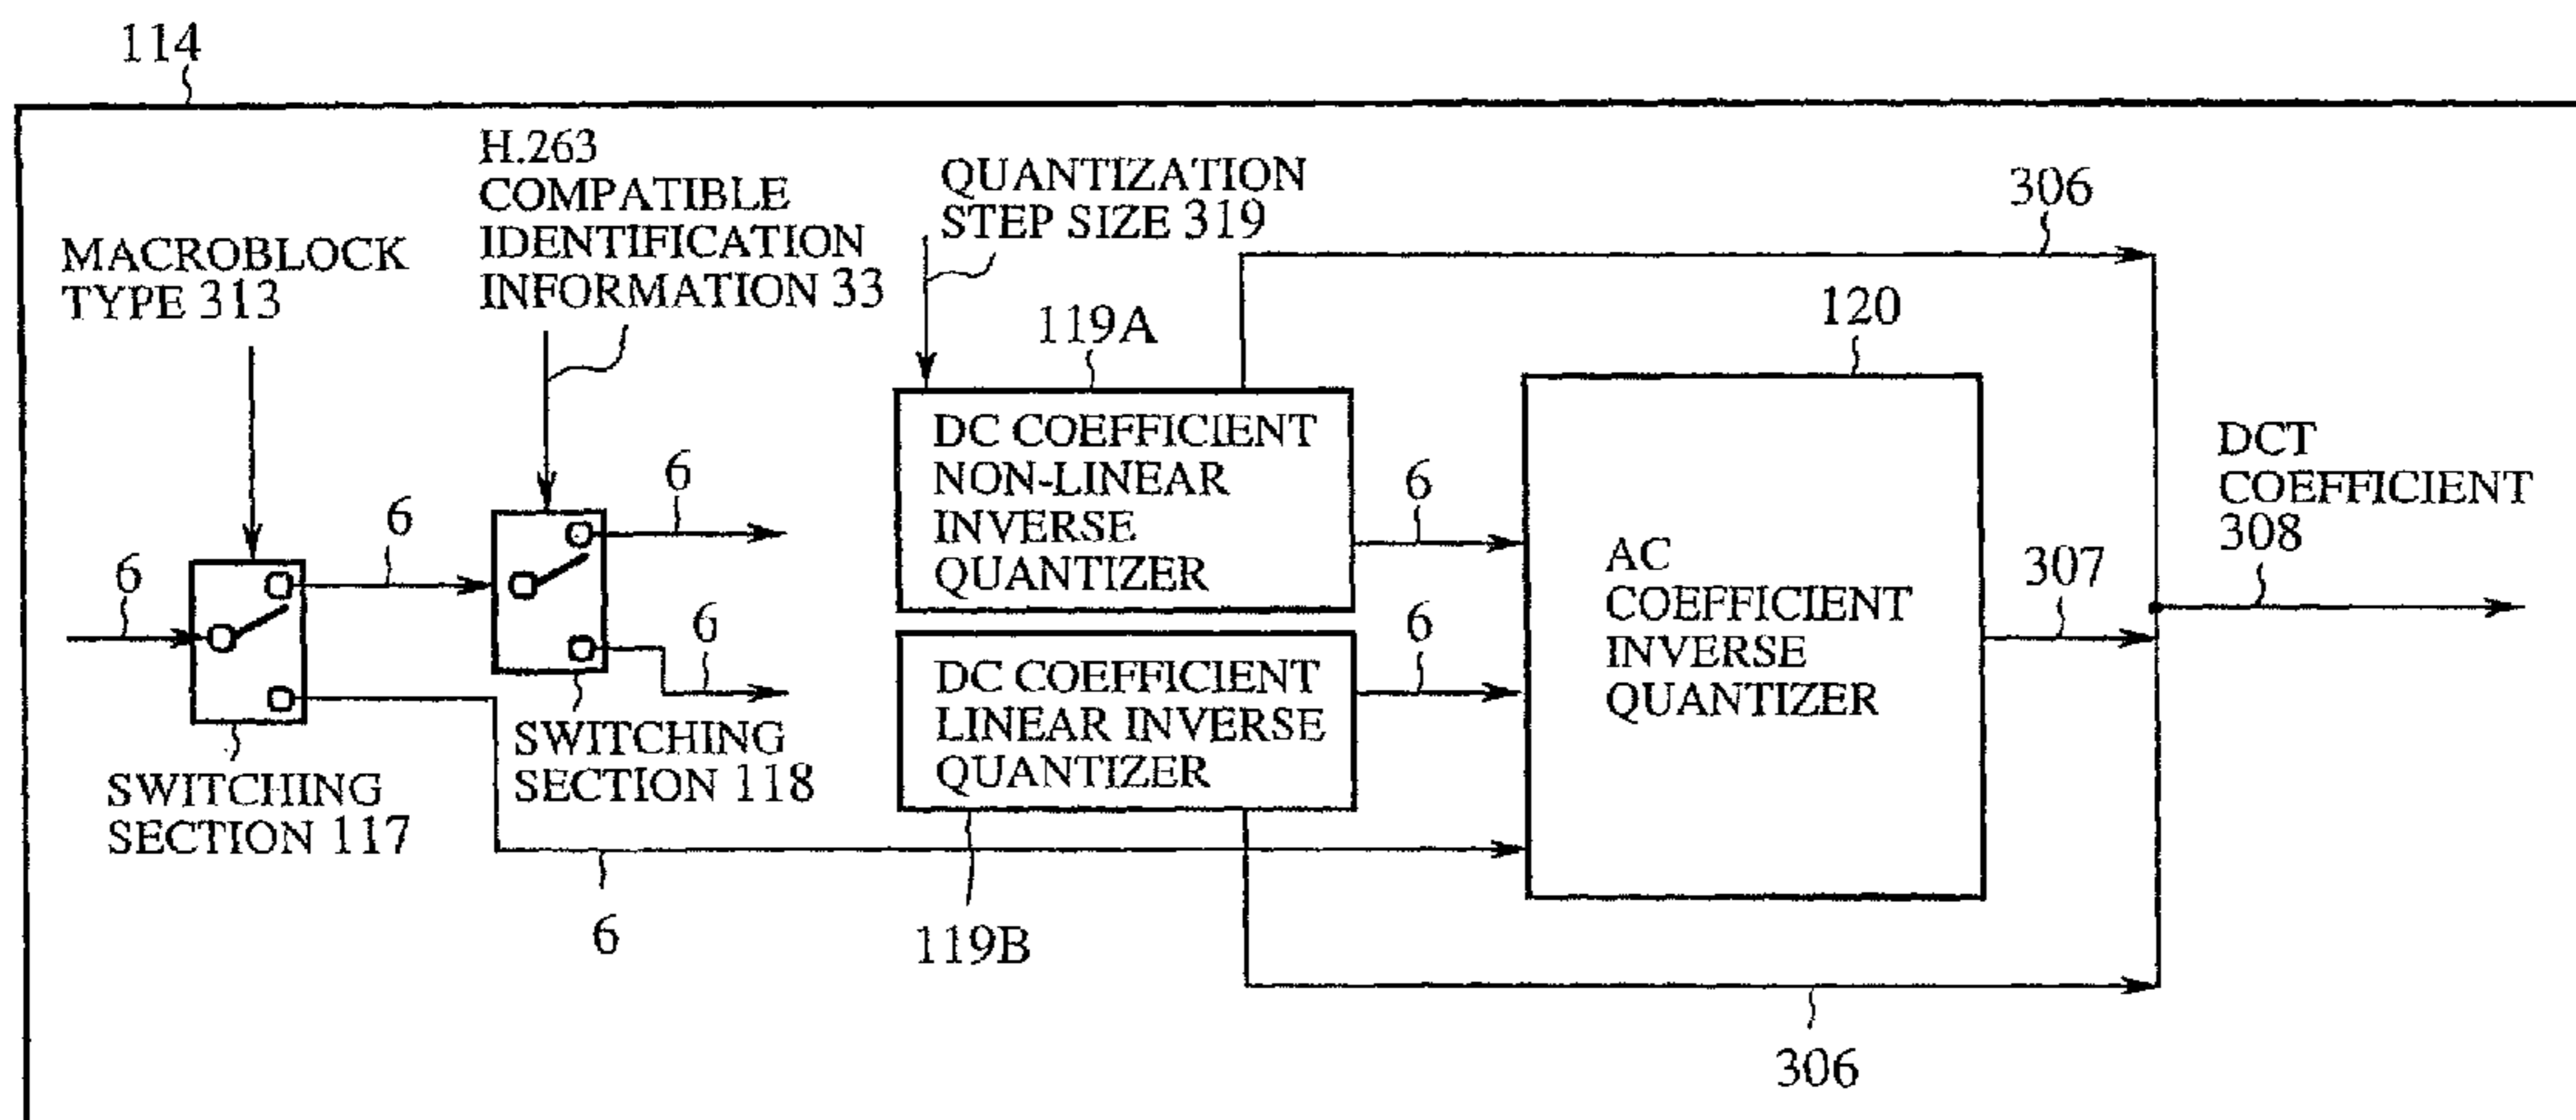 114
H.263
COMPATIBLE
IDENTIFICATION
INFORMATION 33
QUANTIZATION
STEP SIZE 319
306
MACROBLOCK
TYPE 313
119A
120
DC COEFFICIENT
NON-LINEAR
INVERSE
QUANTIZER
DCT
COEFFICIENT
308
6
6
6
6
6
6
6
AC
COEFFICIENT
INVERSE
QUANTIZER
307
DC COEFFICIENT
LINEAR INVERSE
QUANTIZER
SWITCHING
SECTION 118
SWITCHING
SECTION 117
119B
306